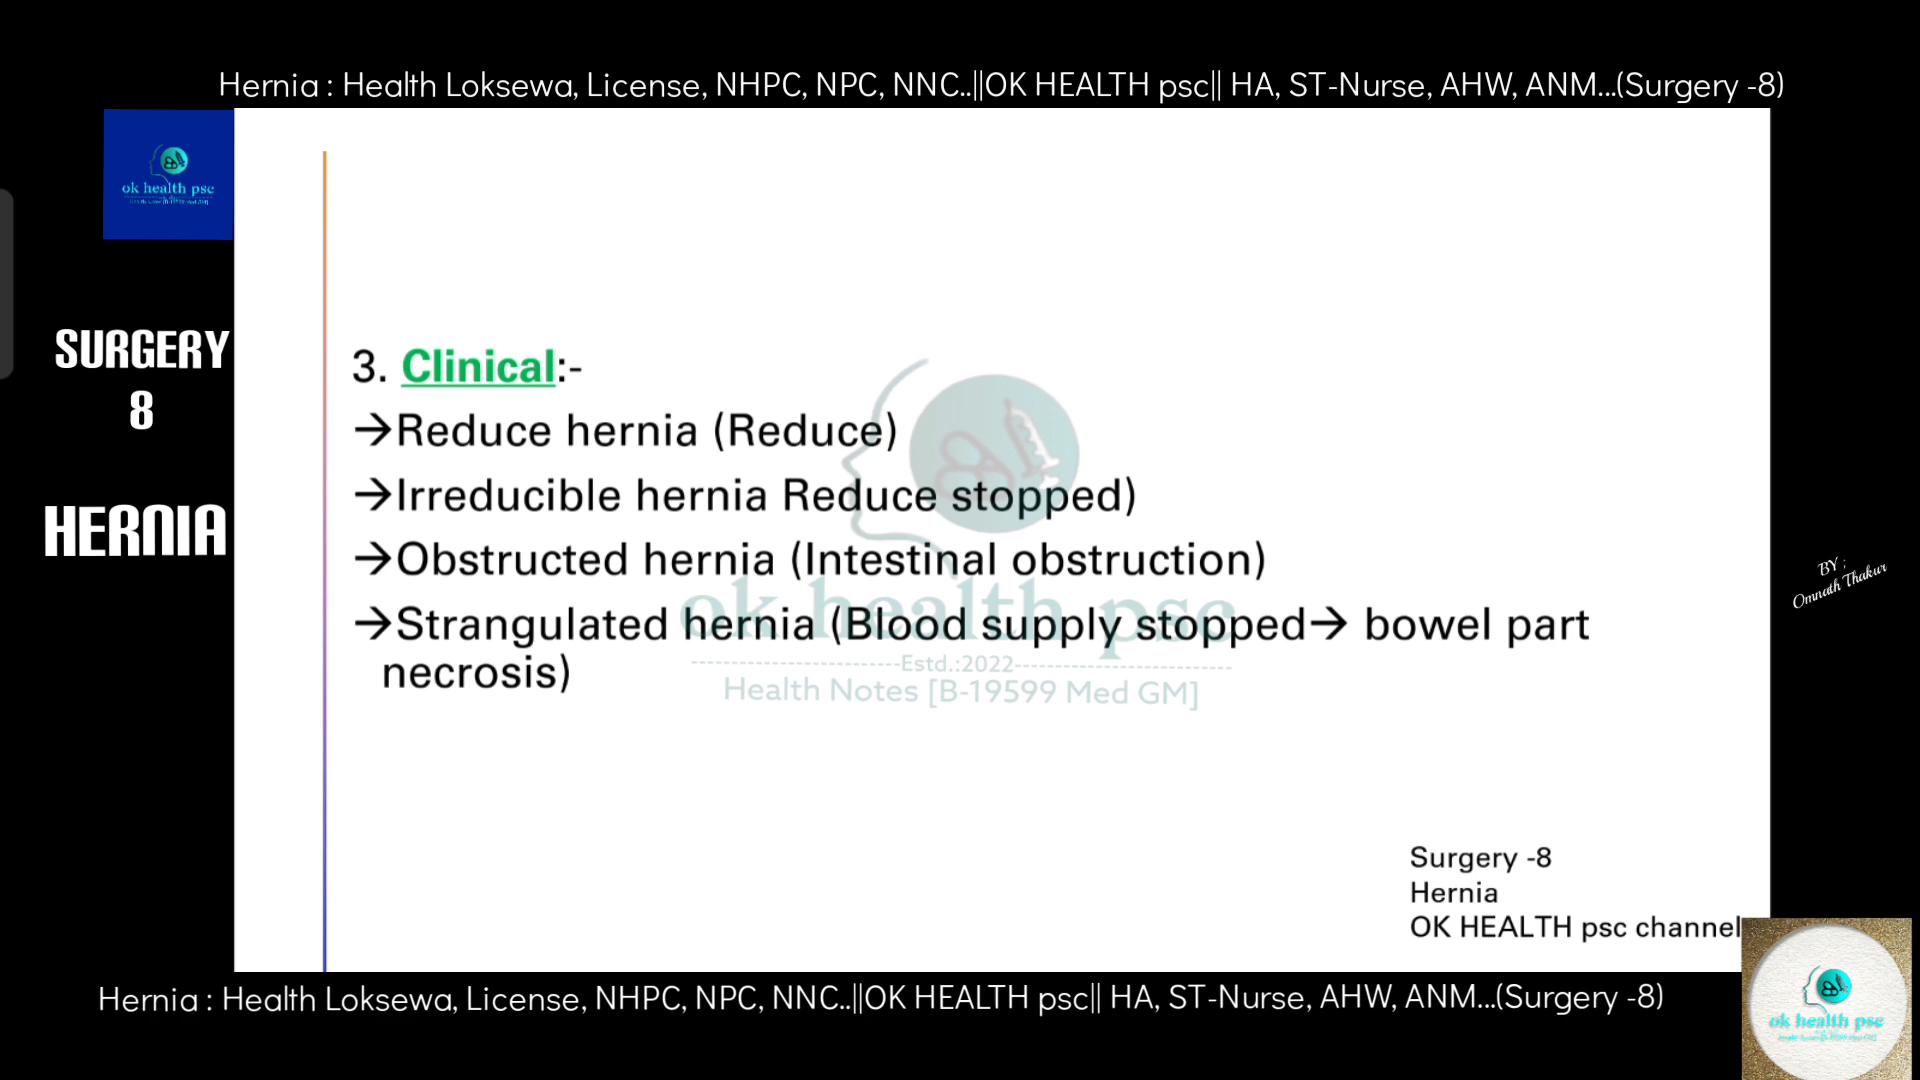 Hernia : Health Loksewa, License, NHPC, NPC, NNC..||OK HEALTH psc|| HA, ST-Nurse, AHW, ANM...(Surgery -8)
ok health psc
SURGERY
8
HERNIA
3. Clinical:-
→Reduce hernia (Reduce)
→Irreducible hernia Reduce stopped)
→Obstructed hernia (Intestinal obstruction)
→Strangulated hernia (Blood supply stopped→ bowel part
necrosis)
ok health psc
Estd.:2022
Health Notes [B-19599 Med GM]
BY :
Omnath Thakur
Surgery -8
Hernia
OK HEALTH psc channel
ok health psc
Hernia : Health Loksewa, License, NHPC, NPC, NNC..||OK HEALTH psc|| HA, ST-Nurse, AHW, ANM...(Surgery -8)